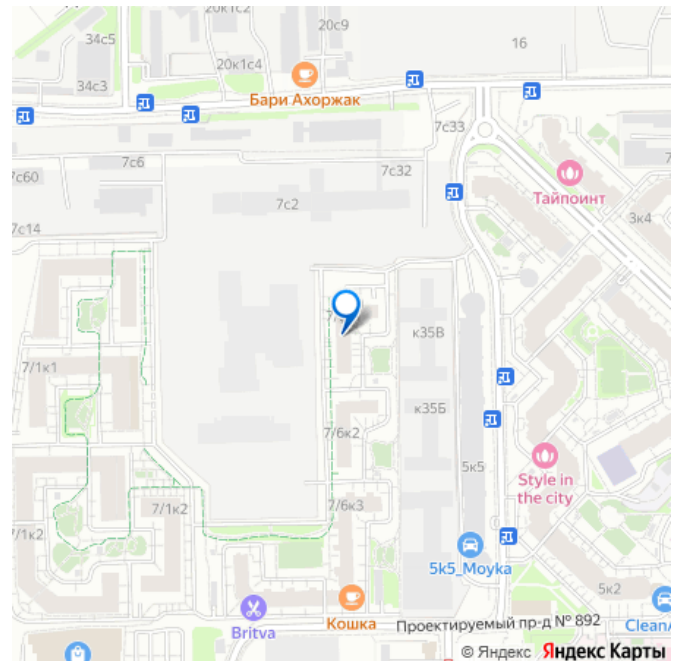 20к1с2
20с9
34с5
16
20к1с4
34с3
Бари Ахоржак
7с33
7с6
7с60
7с32
Тайпоинт
7с2
3к4
7с14
к35В
7/1к1
к35Б
7/6к2
5к5
Style in
the city
7/6к3
7/1к2
7/1к2
5k5_Moyka
5к2
Кошка
Проектируемый пр-д № 892
Britva
© Яндекс Яндекс Карты